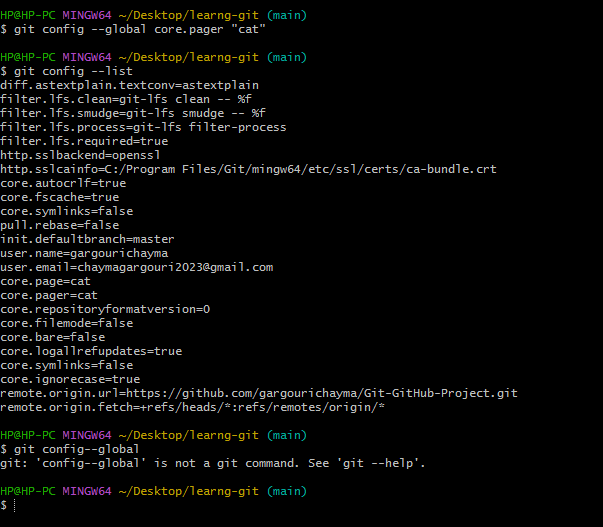 HP@HP-PC MINGW64 ~/Desktop/learng-git (main)
$ git config --global core.pager "cat"
HP@HP-PC MINGW64 ~/Desktop/learng-git (main)
$ git config --list
diff.astextplain.textconv=astextplain
filter.lfs.clean=git-lfs clean -- %f
filter.lfs.smudge=git-lfs smudge -- %f
filter.lfs.process=git-lfs filter-process
filter.lfs.required=true
http.sslbackend=openssl
http.sslcainfo=C:/Program Files/Git/mingw64/etc/ssl/certs/ca-bundle.crt
core.autocrlf=true
core.fscache=true
core.symlinks=false
pull.rebase=false
init.defaultbranch=master
user.name=gargourichayma
user.email=chaymagargouri2023@gmail.com
core.page=cat
core.pager=cat
core.repositoryformatversion=0
core.filemode=false
core.bare=false
core.logallrefupdates=true
core.symlinks=false
core.ignorecase=true
remote.origin.url=https://github.com/gargourichayma/Git-GitHub-Project.git
remote.origin.fetch=+refs/heads/*:refs/remotes/origin/*
HP@HP-PC MINGW64 ~/Desktop/learng-git (main)
$ git config--global
git: 'config--global' is not a git command. See 'git --help'.
HP@HP-PC MINGW64 ~/Desktop/learng-git (main)
$